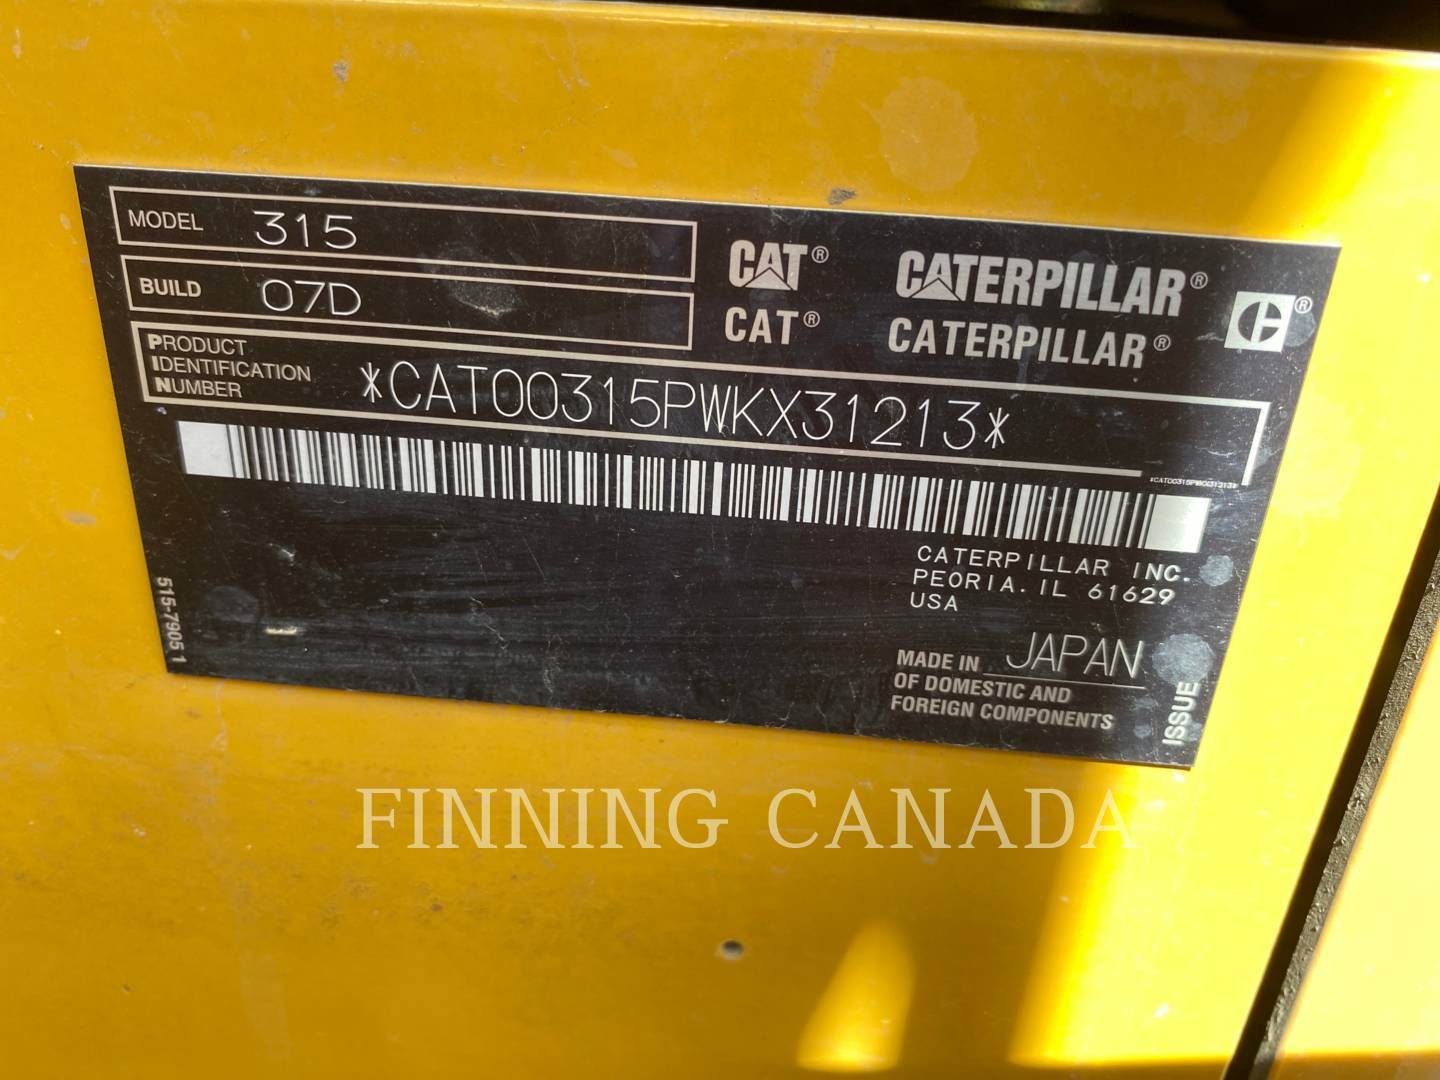 MODEL 315
BUILD 07D
PRODUCT
IDENTIFICATION
NUMBER
*CAT00315PWKX31213*
CAT® CATERPILLAR® ®
CAT® CATERPILLAR®
*CAT00315PW0031213*
CATERPILLAR INC.
PEORIA. IL 61629
USA
MADE IN JAPAN
OF DOMESTIC AND
FOREIGN COMPONENTS
ISSUE
515-7905 1
FINNING CANADA